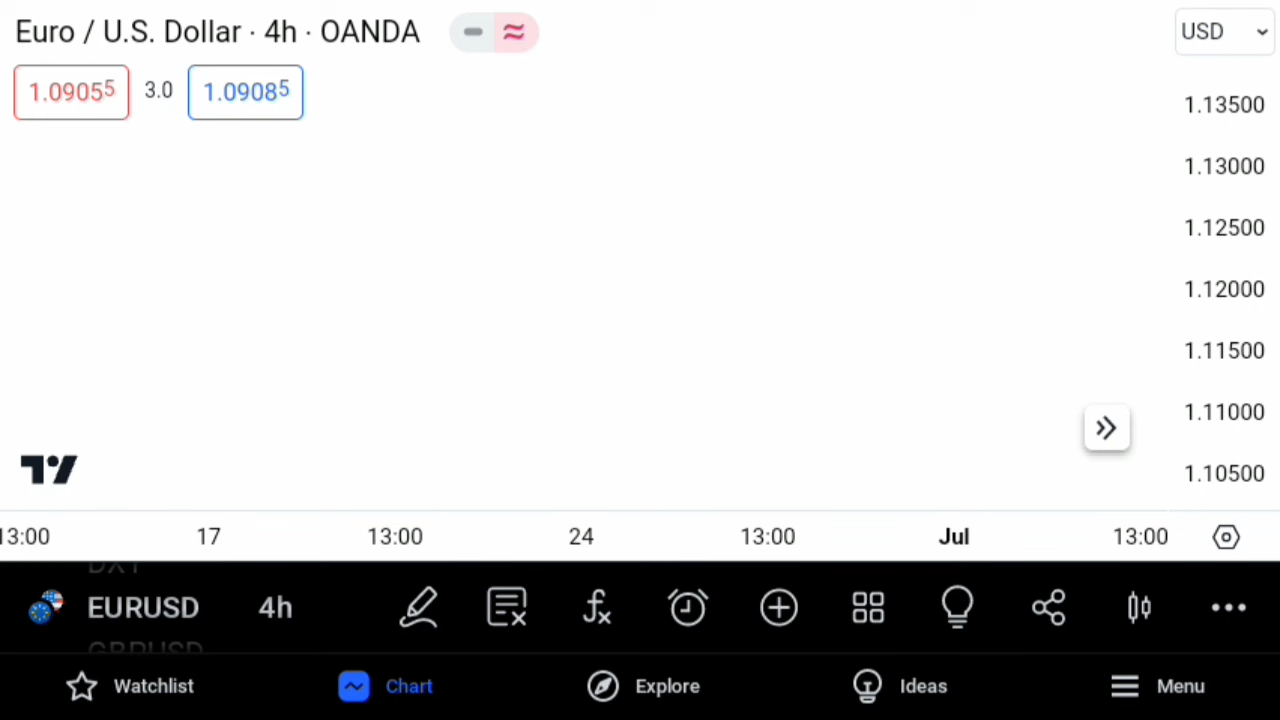 Euro / U.S. Dollar · 4h · OANDA
USD
1.09055 3.0 1.09085
1.13500
1.13000
1.12500
1.12000
1.11500
1.11000
1.10500
13:00 17 13:00 24 13:00 Jul 13:00
DXY
EURUSD 4h
GBPUSD
Watchlist Chart Explore Ideas Menu